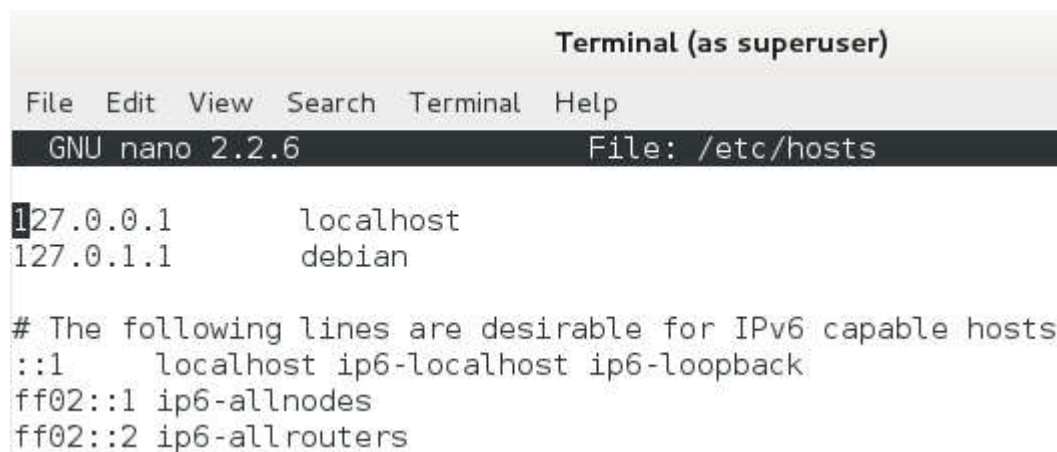 Terminal (as superuser)
File Edit View Search Terminal Help
GNU nano 2.2.6 File: /etc/hosts
127.0.0.1 localhost
127.0.1.1 debian
# The following lines are desirable for IPv6 capable hosts
::1 localhost ip6-localhost ip6-loopback
ff02::1 ip6-allnodes
ff02::2 ip6-allrouters